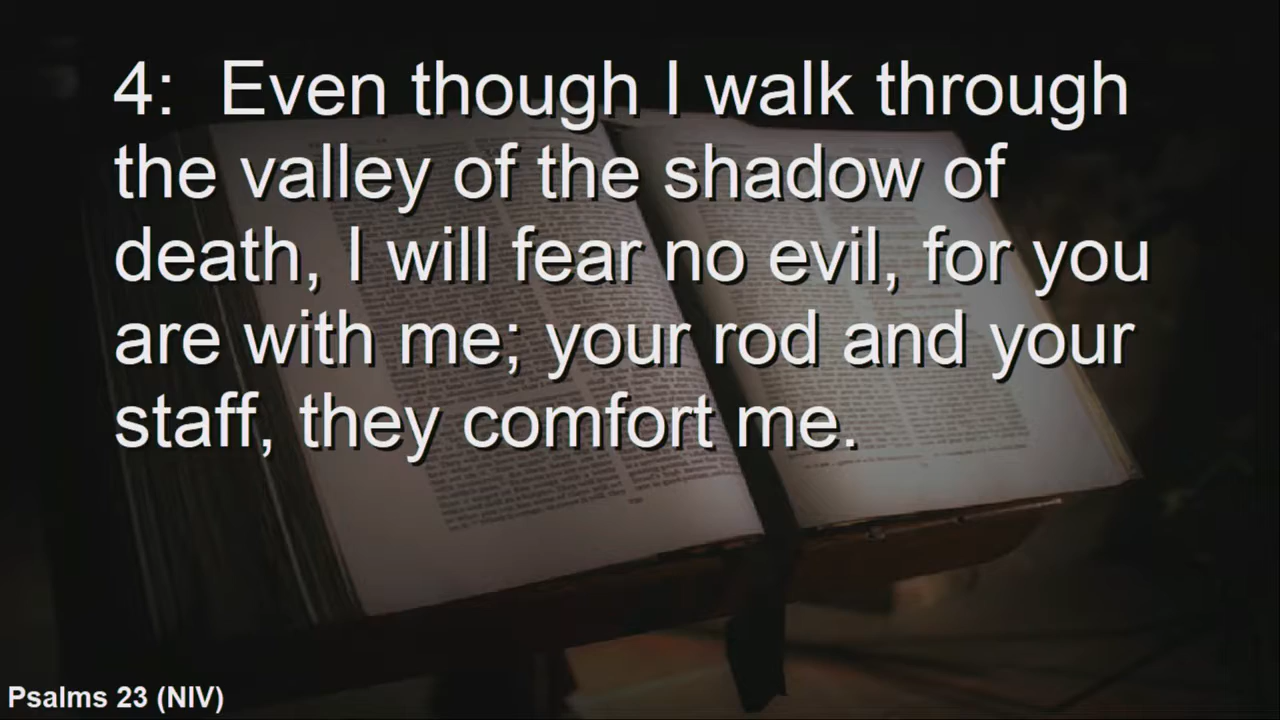 4: Even though I walk through
the valley of the shadow of
death, I will fear no evil, for you
are with me; your rod and your
staff, they comfort me.
Psalms 23 (NIV)